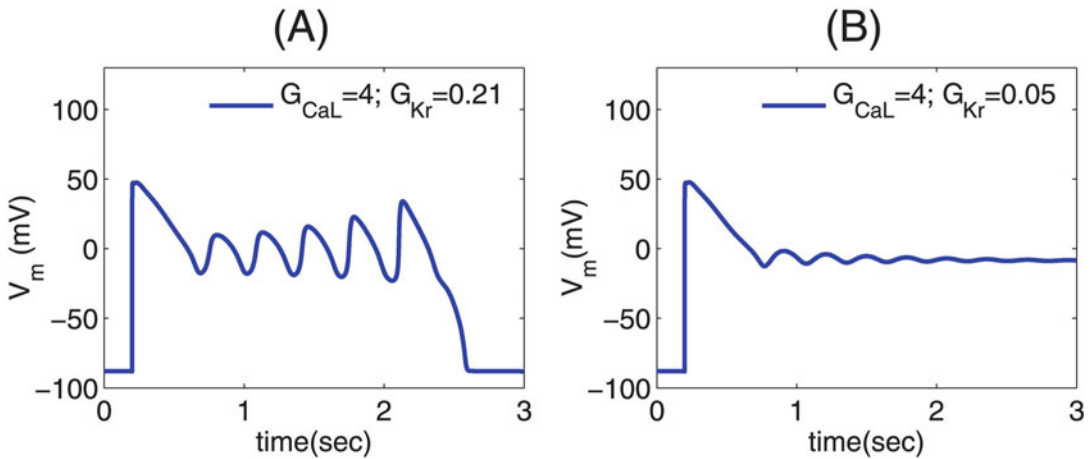 (A)
G_CaL=4; G_Kr=0.21
100
50
0
−50
−100
V_m (mV)
0 1 2 3
time(sec)
(B)
G_CaL=4; G_Kr=0.05
100
50
0
−50
−100
V_m (mV)
0 1 2 3
time(sec)